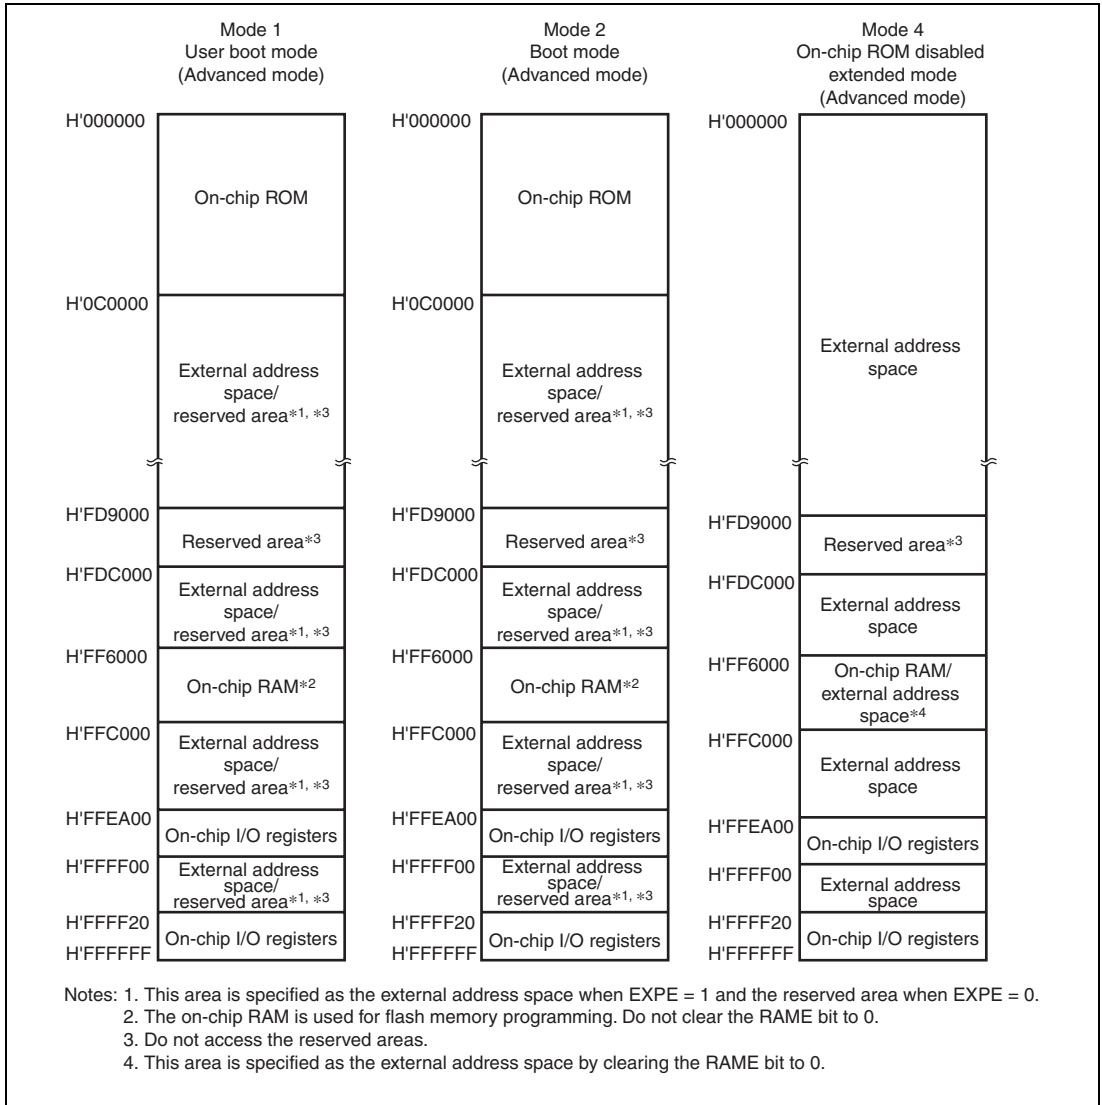 Mode 1
User boot mode
(Advanced mode)
H'000000
On-chip ROM
H'0C0000
External address
space/
reserved area*1, *3
H'FD9000
Reserved area*3
H'FDC000
External address
space/
reserved area*1, *3
H'FF6000
On-chip RAM*2
H'FFC000
External address
space/
reserved area*1, *3
H'FFEA00
On-chip I/O registers
H'FFFF00
External address
space/
reserved area*1, *3
H'FFFF20
On-chip I/O registers
H'FFFFFF
Mode 2
Boot mode
(Advanced mode)
H'000000
On-chip ROM
H'0C0000
External address
space/
reserved area*1, *3
H'FD9000
Reserved area*3
H'FDC000
External address
space/
reserved area*1, *3
H'FF6000
On-chip RAM*2
H'FFC000
External address
space/
reserved area*1, *3
H'FFEA00
On-chip I/O registers
H'FFFF00
External address
space/
reserved area*1, *3
H'FFFF20
On-chip I/O registers
H'FFFFFF
Mode 4
On-chip ROM disabled
extended mode
(Advanced mode)
H'000000
External address
space
H'FD9000
Reserved area*3
H'FDC000
External address
space
H'FF6000
On-chip RAM/
external address
space*4
H'FFC000
External address
space
H'FFEA00
On-chip I/O registers
H'FFFF00
External address
space
H'FFFF20
On-chip I/O registers
H'FFFFFF
Notes: 1. This area is specified as the external address space when EXPE = 1 and the reserved area when EXPE = 0.
2. The on-chip RAM is used for flash memory programming. Do not clear the RAME bit to 0.
3. Do not access the reserved areas.
4. This area is specified as the external address space by clearing the RAME bit to 0.